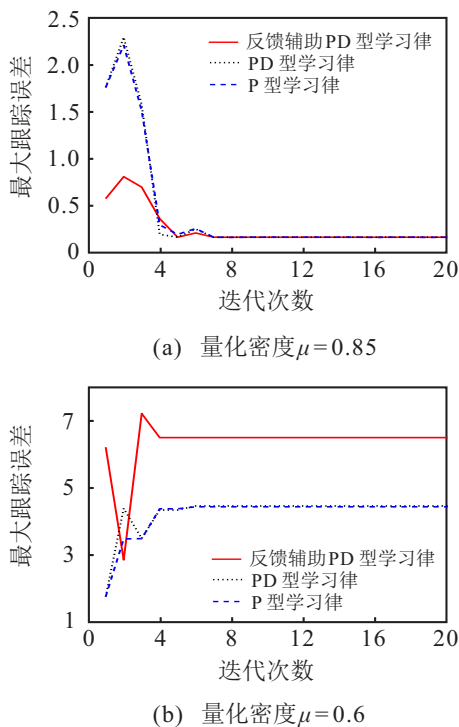 2.5
2.0
1.5
1.0
0.5
0
最大跟踪误差
反馈辅助PD 型学习律
PD 型学习律
P 型学习律
0 4 8 12 16 20
迭代次数
(a) 量化密度μ=0.85
7
5
3
1
最大跟踪误差
反馈辅助PD 型学习律
PD 型学习律
P 型学习律
0 4 8 12 16 20
迭代次数
(b) 量化密度μ=0.6